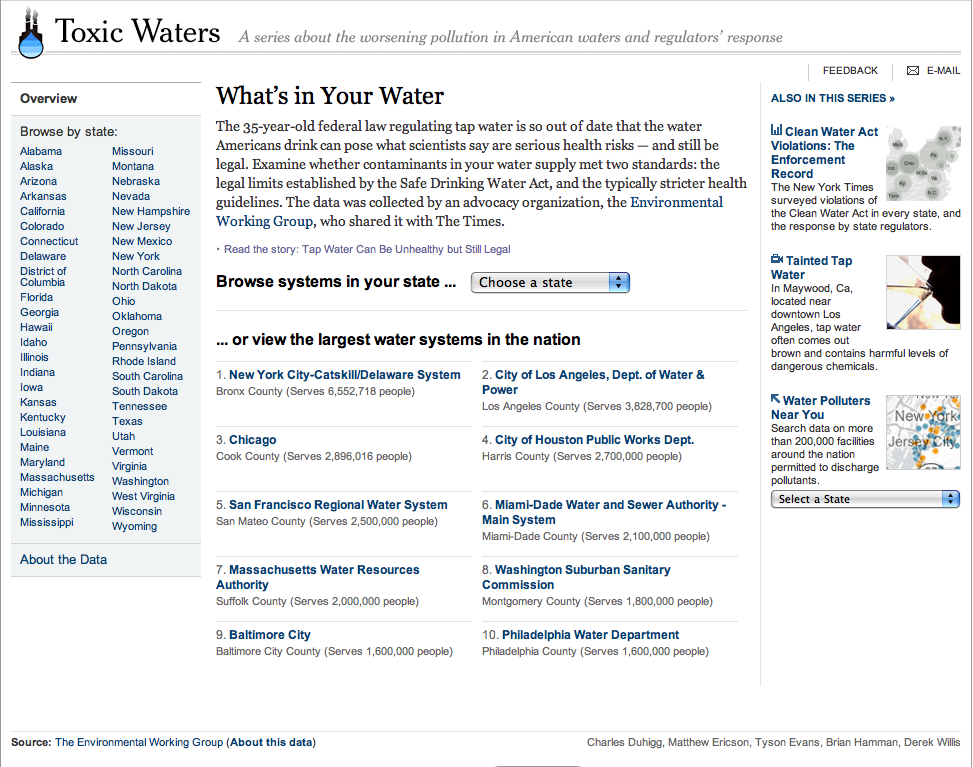 Toxic Waters
A series about the worsening pollution in American waters and regulators' response
FEEDBACK
E-MAIL
Overview
Browse by state:
Alabama
Alaska
Arizona
Arkansas
California
Colorado
Connecticut
Delaware
District of
Columbia
Florida
Georgia
Hawaii
Idaho
Illinois
Indiana
Iowa
Kansas
Kentucky
Louisiana
Maine
Maryland
Massachusetts
Michigan
Minnesota
Mississippi
Missouri
Montana
Nebraska
Nevada
New Hampshire
New Jersey
New Mexico
New York
North Carolina
North Dakota
Ohio
Oklahoma
Oregon
Pennsylvania
Rhode Island
South Carolina
South Dakota
Tennessee
Texas
Utah
Vermont
Virginia
Washington
West Virginia
Wisconsin
Wyoming
About the Data
What's in Your Water
The 35-year-old federal law regulating tap water is so out of date that the water
Americans drink can pose what scientists say are serious health risks — and still be
legal. Examine whether contaminants in your water supply met two standards: the
legal limits established by the Safe Drinking Water Act, and the typically stricter health
guidelines. The data was collected by an advocacy organization, the Environmental
Working Group, who shared it with The Times.
• Read the story: Tap Water Can Be Unhealthy but Still Legal
Browse systems in your state ... Choose a state
... or view the largest water systems in the nation
1. New York City-Catskill/Delaware System
Bronx County (Serves 6,552,718 people)
2. City of Los Angeles, Dept. of Water &
Power
Los Angeles County (Serves 3,828,700 people)
3. Chicago
Cook County (Serves 2,896,016 people)
4. City of Houston Public Works Dept.
Harris County (Serves 2,700,000 people)
5. San Francisco Regional Water System
San Mateo County (Serves 2,500,000 people)
6. Miami-Dade Water and Sewer Authority -
Main System
Miami-Dade County (Serves 2,100,000 people)
7. Massachusetts Water Resources
Authority
Suffolk County (Serves 2,000,000 people)
8. Washington Suburban Sanitary
Commission
Montgomery County (Serves 1,800,000 people)
9. Baltimore City
Baltimore City County (Serves 1,600,000 people)
10. Philadelphia Water Department
Philadelphia County (Serves 1,600,000 people)
ALSO IN THIS SERIES »
Clean Water Act
Violations: The
Enforcement
Record
The New York Times
surveyed violations of
the Clean Water Act in every state, and
the response by state regulators.
Ohio
Tainted Tap
Water
In Maywood, Ca,
located near
downtown Los
Angeles, tap water
often comes out
brown and contains harmful levels of
dangerous chemicals.
Water Polluters
Near You
Search data on more
than 200,000 facilities
around the nation
permitted to discharge
pollutants.
New York
Jersey City
Select a State
Source: The Environmental Working Group (About this data)
Charles Duhigg, Matthew Ericson, Tyson Evans, Brian Hamman, Derek Willis